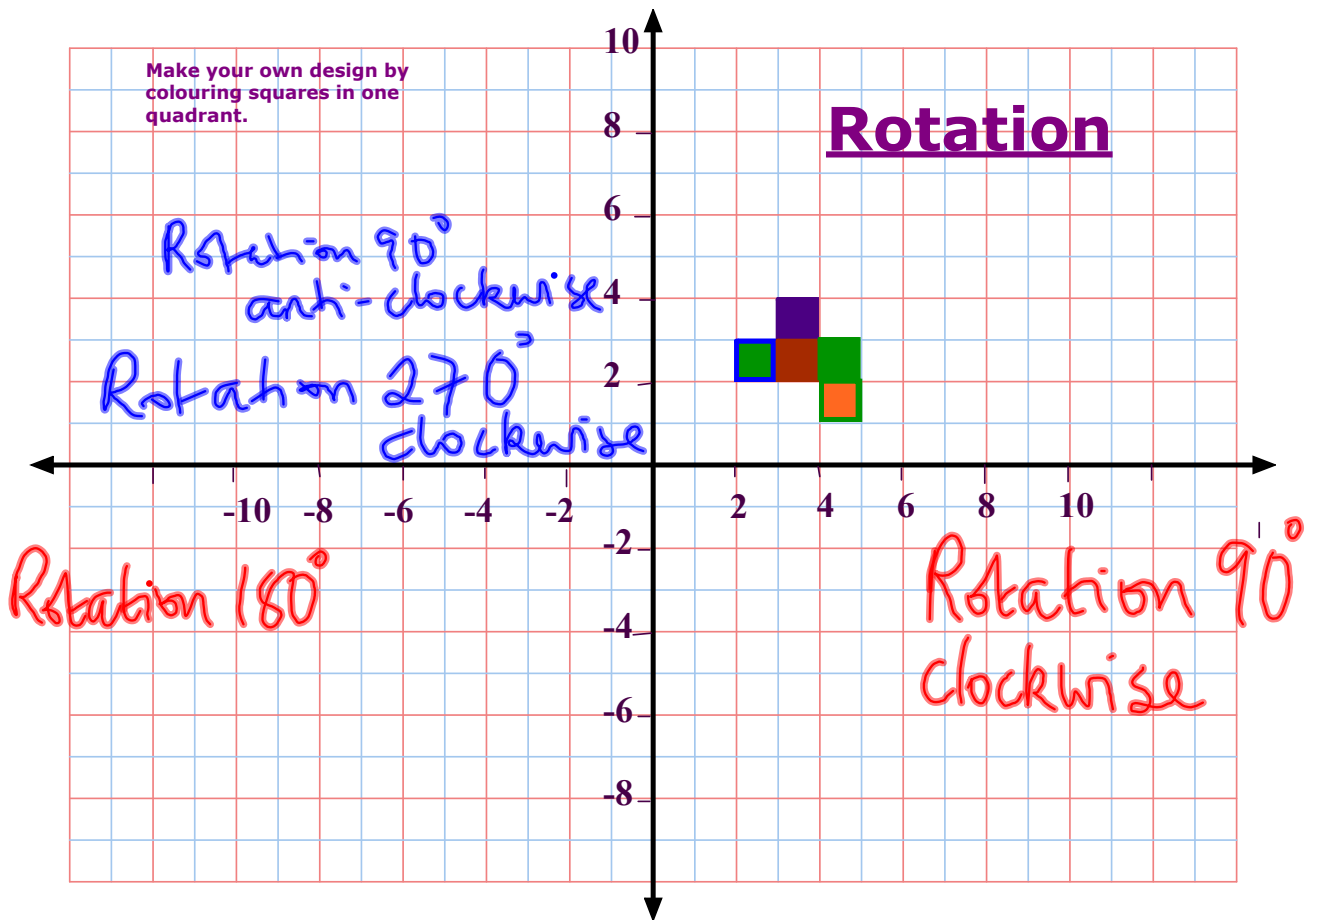 Make your own design by
colouring squares in one
quadrant.
Rotation
Rotation 90°
anti-clockwise
Rotation 270°
clockwise
Rotation 180°
Rotation 90°
clockwise
10
8
6
4
2
-2
-4
-6
-8
-10 -8 -6 -4 -2 2 4 6 8 10